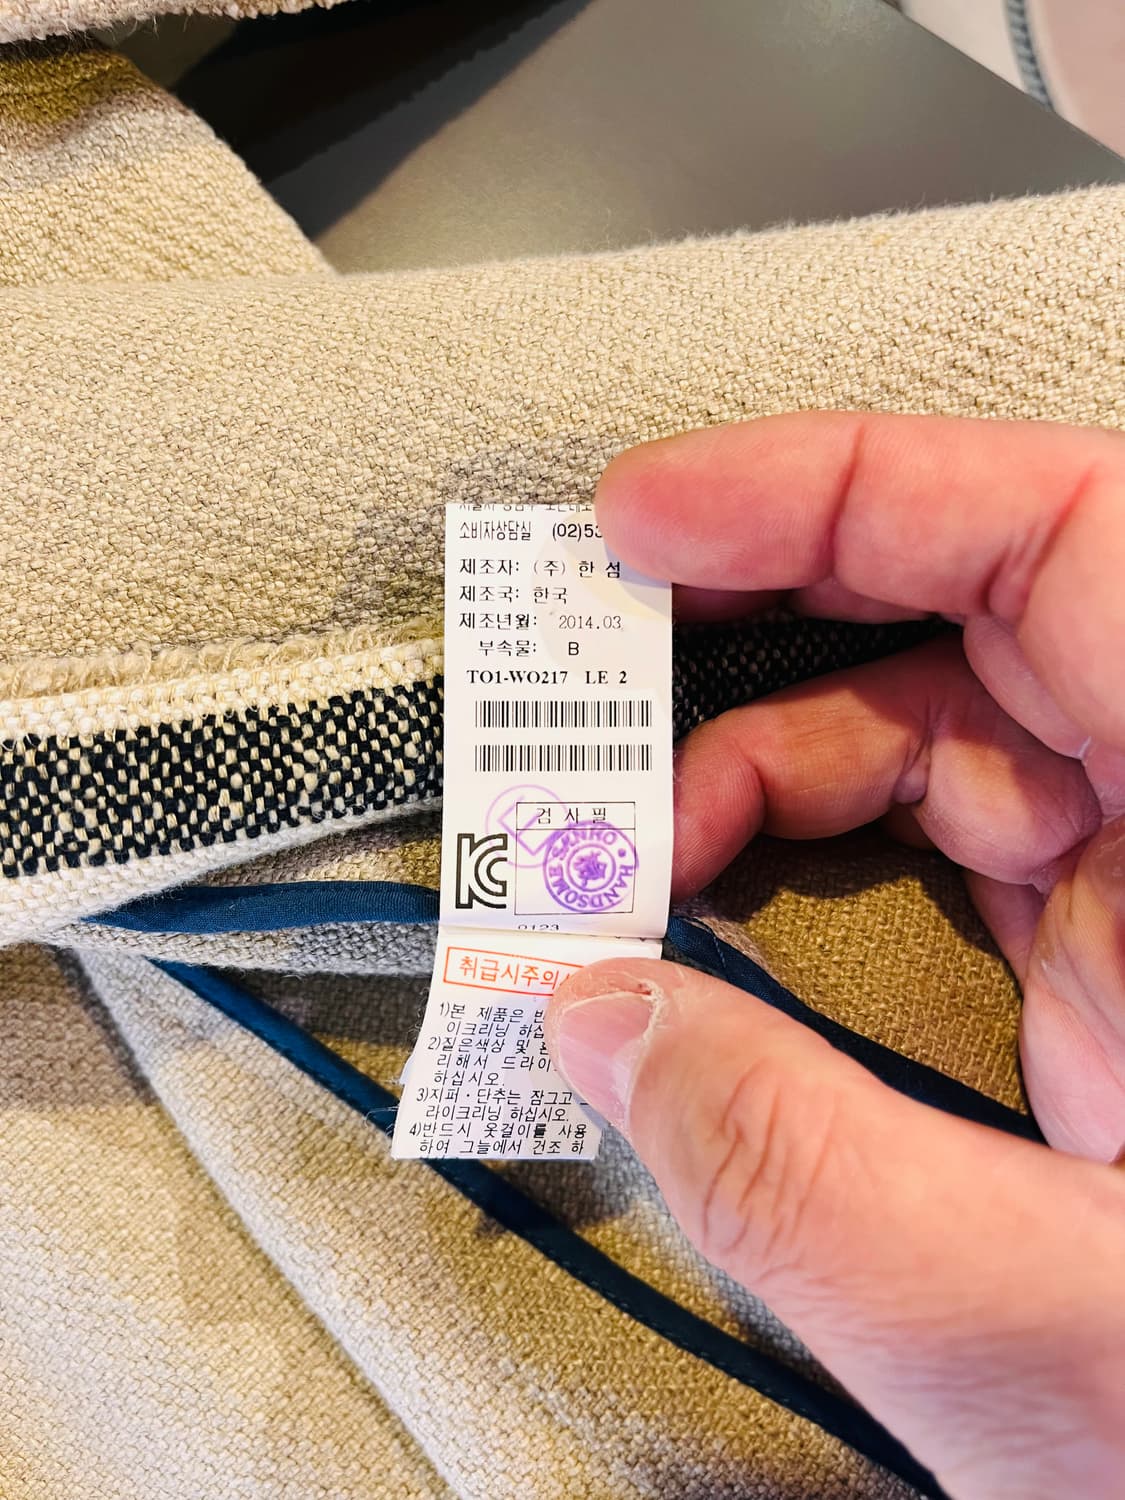 소비자상담실 (02)53
제조자: (주) 한 섬
제조국: 한국
제조년월: 2014.03
부속물: B
TO1-WO217 LE 2
검 사 필
SANHO • HANDSOME
KC
0123
취급시주의
1)본 제품은
이크리닝
2)짙은색상 및
리해서 드라이
하십시오.
3)지퍼·단추는 잠그고
라이크리닝 하십시오.
4)반드시 옷걸이를 사용
하여 그늘에서 건조 하